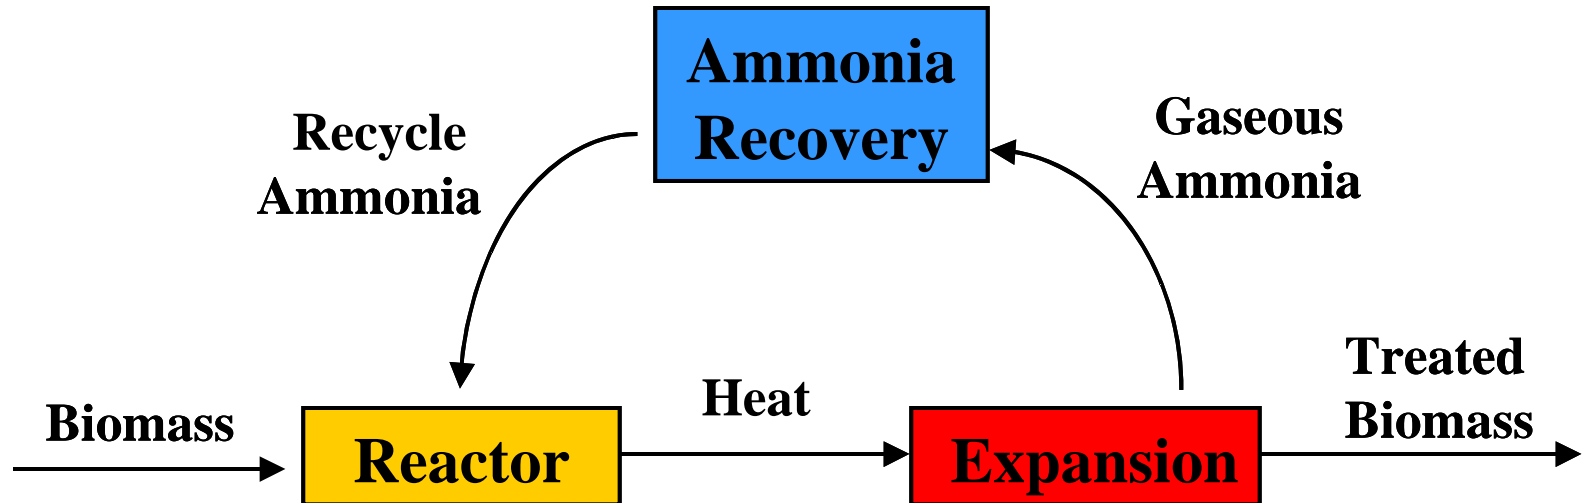 Ammonia
Recovery
Recycle
Ammonia
Gaseous
Ammonia
Biomass
Reactor
Heat
Expansion
Treated
Biomass